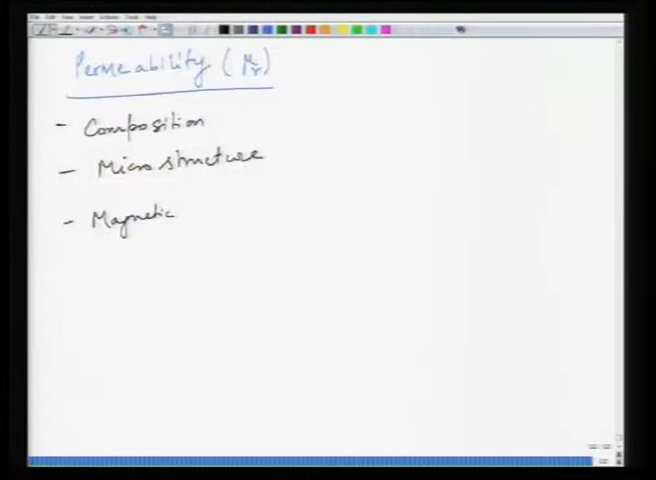 Permeability (μr)
- Composition
- Microstructure
- Magnetic